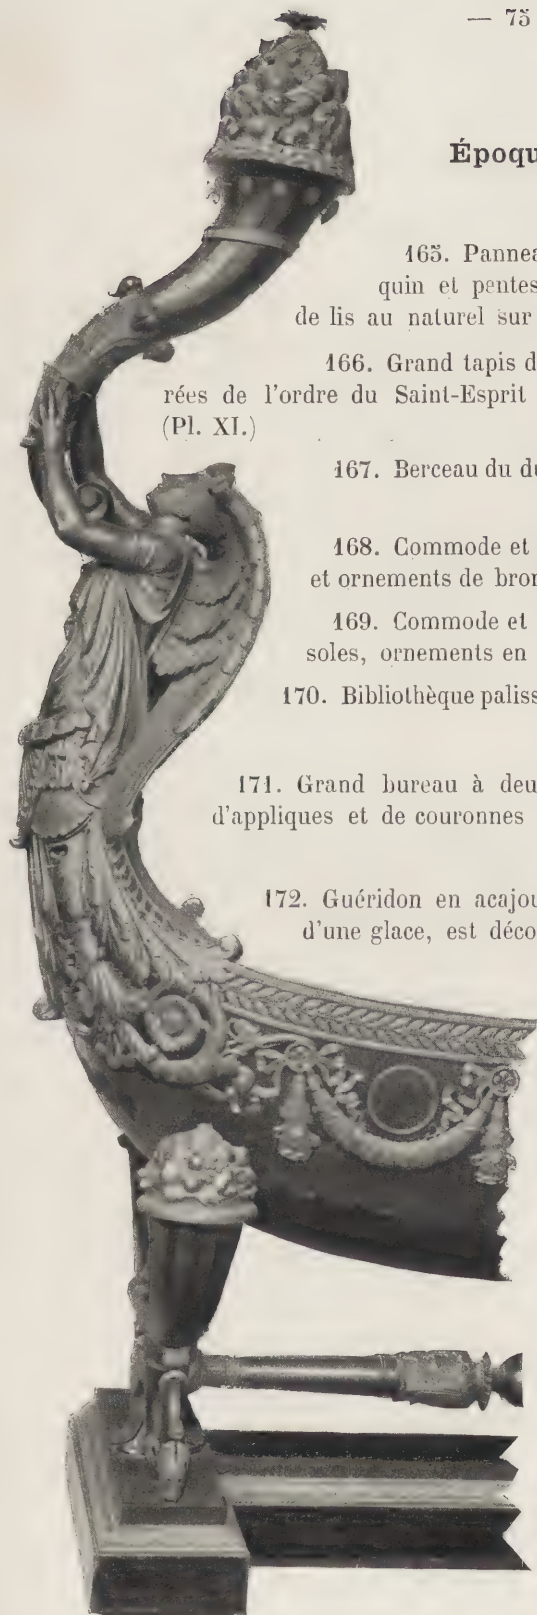 — 75
Époqu
165. Pannea
quin et pentes
de lis au naturel sur
166. Grand tapis d
rées de l'ordre du Saint-Esprit
(Pl. XI.)
167. Berceau du du
168. Commode et
et ornements de bron
169. Commode et
soles, ornements en
170. Bibliothèque paliss
171. Grand bureau à deu
d'appliques et de couronnes
172. Guéridon en acajou
d'une glace, est déco